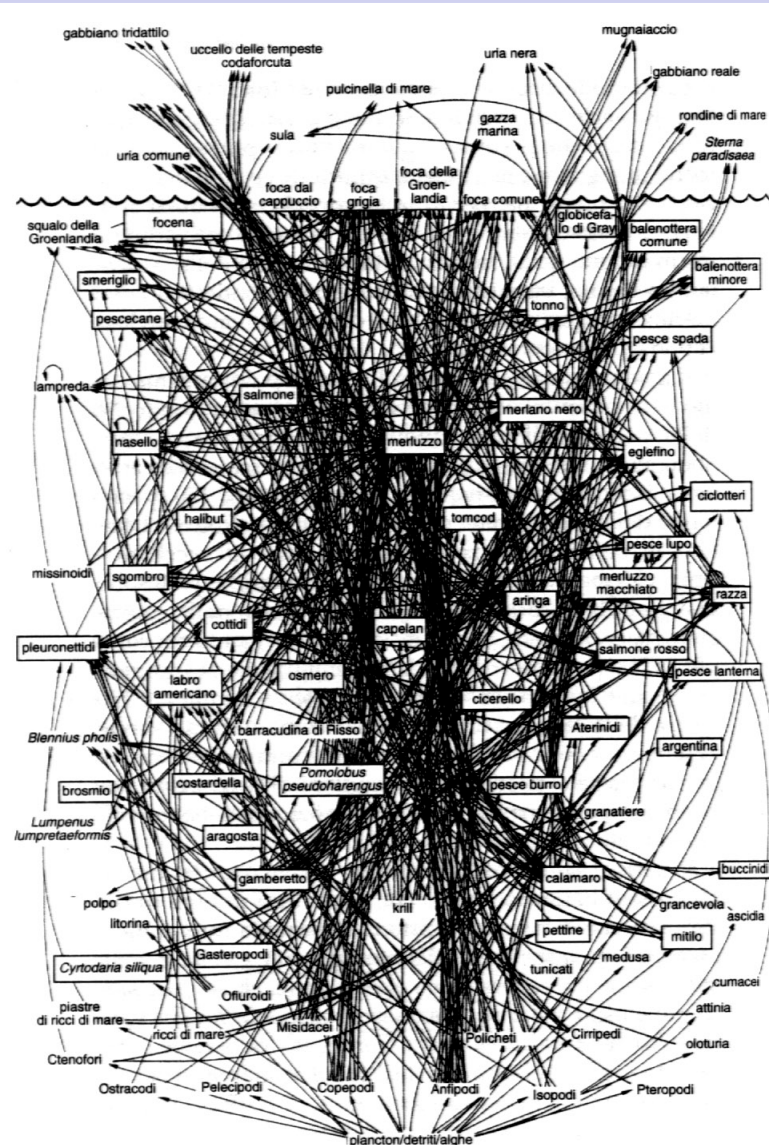 gabbiano tridattilo
uccello delle tempeste
codaforcuta
mugnaiaccio
uria nera
gabbiano reale
pulcinella di mare
gazza
marina
rondine di mare
Sterna
paradisaea
sula
uria comune
foca dal
cappuccio
foca
grigia
foca della
Groen-
landia
foca comune
squalo della
Groenlandia
focena
globicefa-
lo di Gray
balenottera
comune
balenottera
minore
smeriglio
pescecane
tonno
pesce spada
lampreda
salmone
merlano nero
nasello
merluzzo
eglefino
ciclotteri
halibut
tomcod
pesce lupo
missinoidi
sgombro
merluzzo
macchiato
aringa
razza
cottidi
capelan
pleuronettidi
salmone rosso
osmero
pesce lanterna
labro
americano
cicerello
Blennius pholis
barracudina di Risso
Aterinidi
argentina
brosmio
costardella
Pomolobus
pseudoharengus
pesce burro
granatiere
Lumpenus
lumpretaeformis
aragosta
gamberetto
calamaro
buccinidi
polpo
krill
grancevola
ascidia
litorina
pettine
mitilo
Gasteropodi
medusa
Cyrtodaria siliqua
tunicati
cumacei
Ofiuroidi
piastre
di ricci di mare
attinia
ricci di mare
Misidacei
Policheti
Cirripedi
oloturia
Ctenofori
Ostracodi
Pelecipodi
Copepodi
Anfipodi
Isopodi
Pteropodi
plancton/detriti/alghe